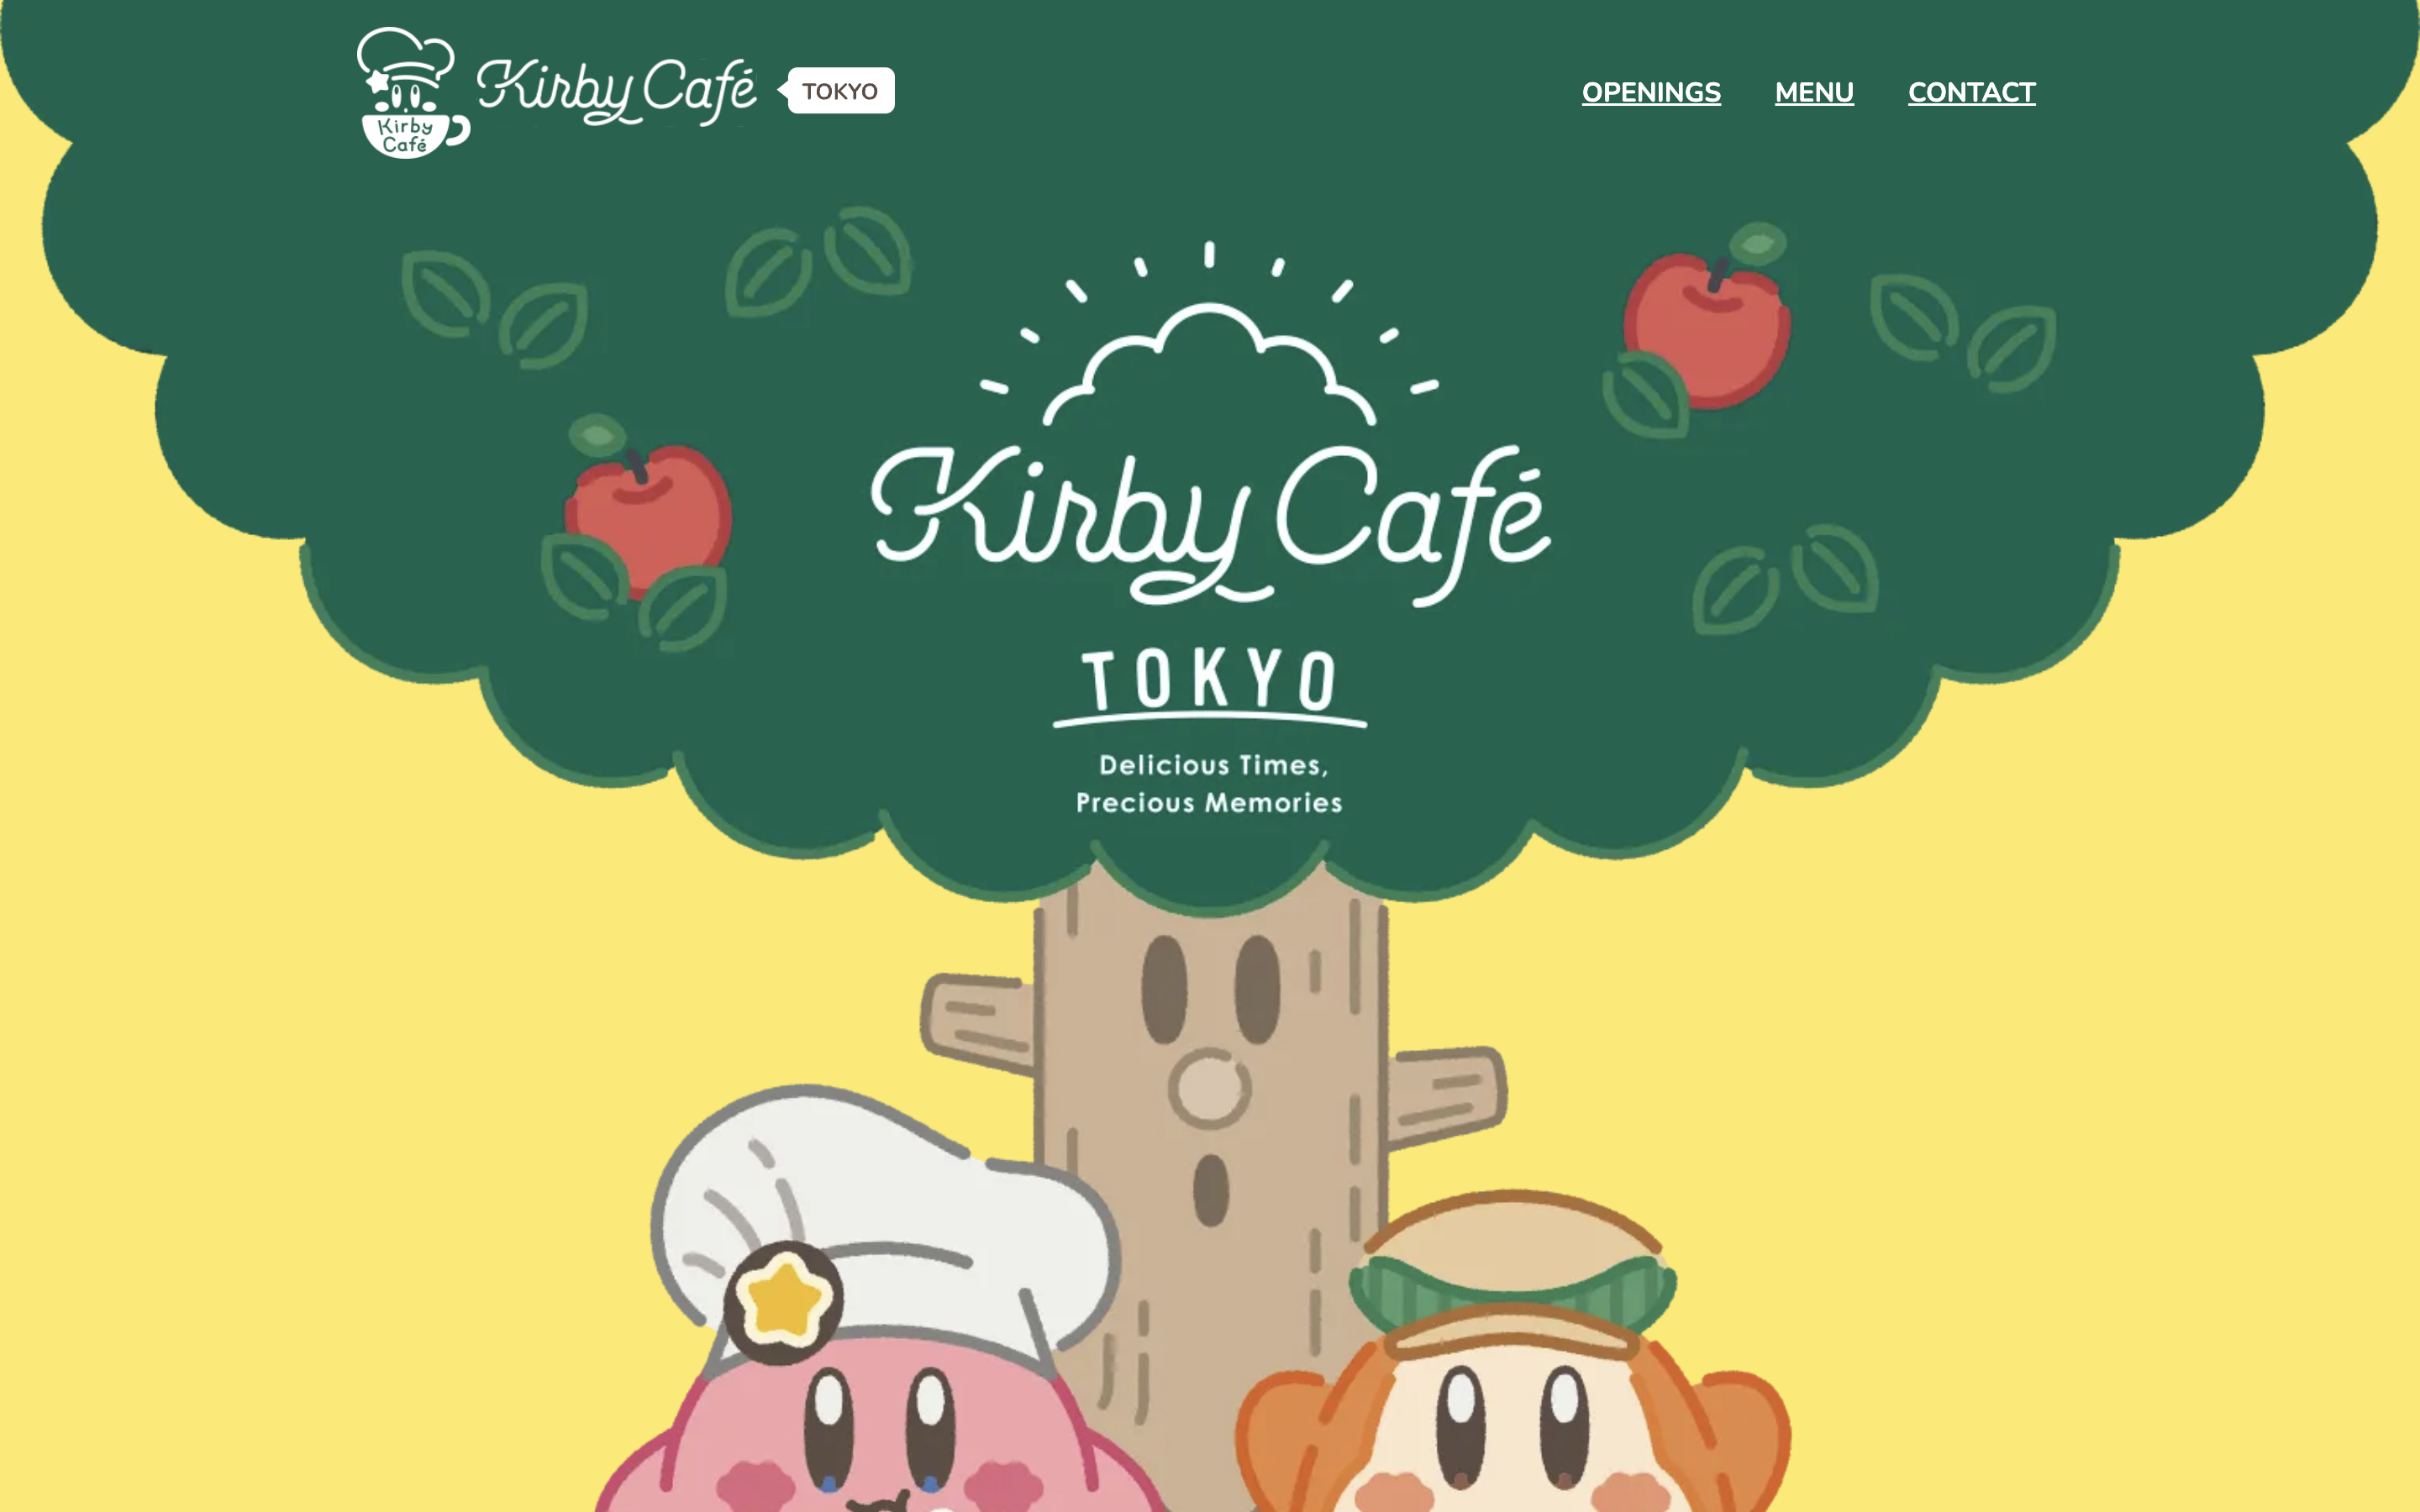 Kirby
Café
Kirby Café
TOKYO
OPENINGS
MENU
CONTACT
Kirby Café
TOKYO
Delicious Times,
Precious Memories